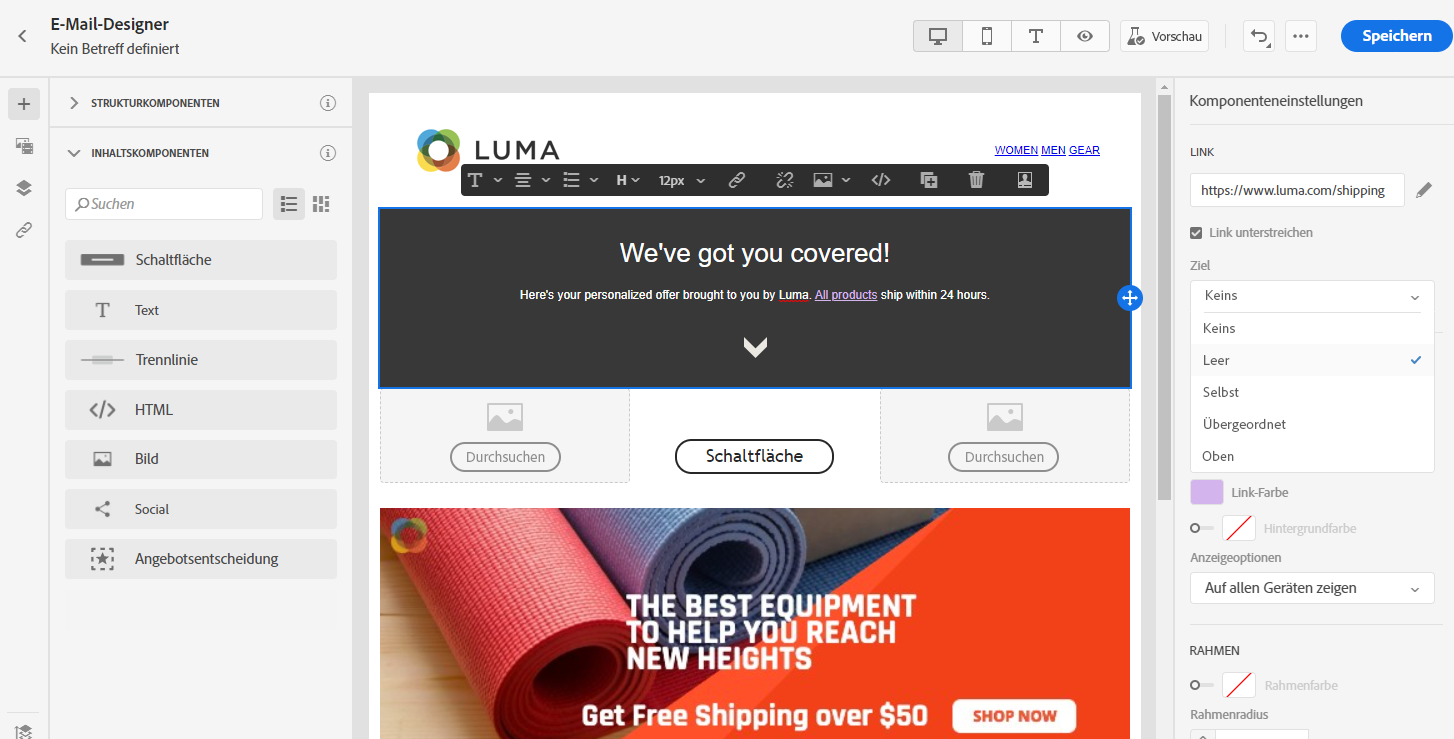 E-Mail-Designer
Kein Betreff definiert
Vorschau
Speichern
STRUKTURKOMPONENTEN
INHALTSKOMPONENTEN
Suchen
Schaltfläche
Text
Trennlinie
HTML
Bild
Social
Angebotsentscheidung
LUMA
WOMEN MEN GEAR
H
12px
We've got you covered!
Here's your personalized offer brought to you by Luma. All products ship within 24 hours.
Durchsuchen
Schaltfläche
Durchsuchen
THE BEST EQUIPMENT
TO HELP YOU REACH
NEW HEIGHTS
Get Free Shipping over $50
SHOP NOW
Komponenteneinstellungen
LINK
https://www.luma.com/shipping
Link unterstreichen
Ziel
Keins
Keins
Leer
Selbst
Übergeordnet
Oben
Link-Farbe
Hintergrundfarbe
Anzeigeoptionen
Auf allen Geräten zeigen
RAHMEN
Rahmenfarbe
Rahmenradius